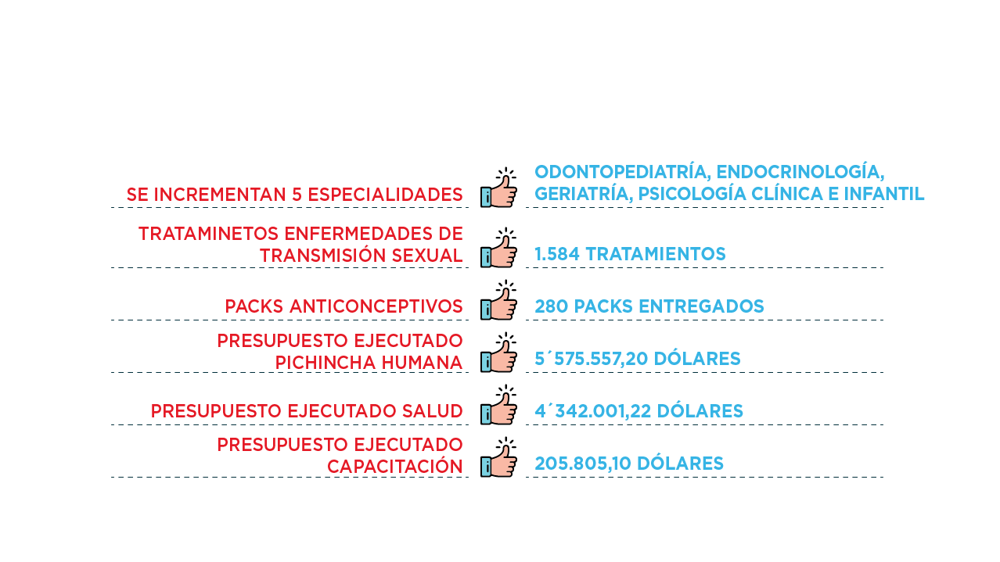 SE INCREMENTAN 5 ESPECIALIDADES
ODONTOPEDIATRÍA, ENDOCRINOLOGÍA,
GERIATRÍA, PSICOLOGÍA CLÍNICA E INFANTIL
TRATAMINETOS ENFERMEDADES DE
TRANSMISIÓN SEXUAL
1.584 TRATAMIENTOS
PACKS ANTICONCEPTIVOS
280 PACKS ENTREGADOS
PRESUPUESTO EJECUTADO
PICHINCHA HUMANA
5´575.557,20 DÓLARES
PRESUPUESTO EJECUTADO SALUD
4´342.001,22 DÓLARES
PRESUPUESTO EJECUTADO
CAPACITACIÓN
205.805,10 DÓLARES